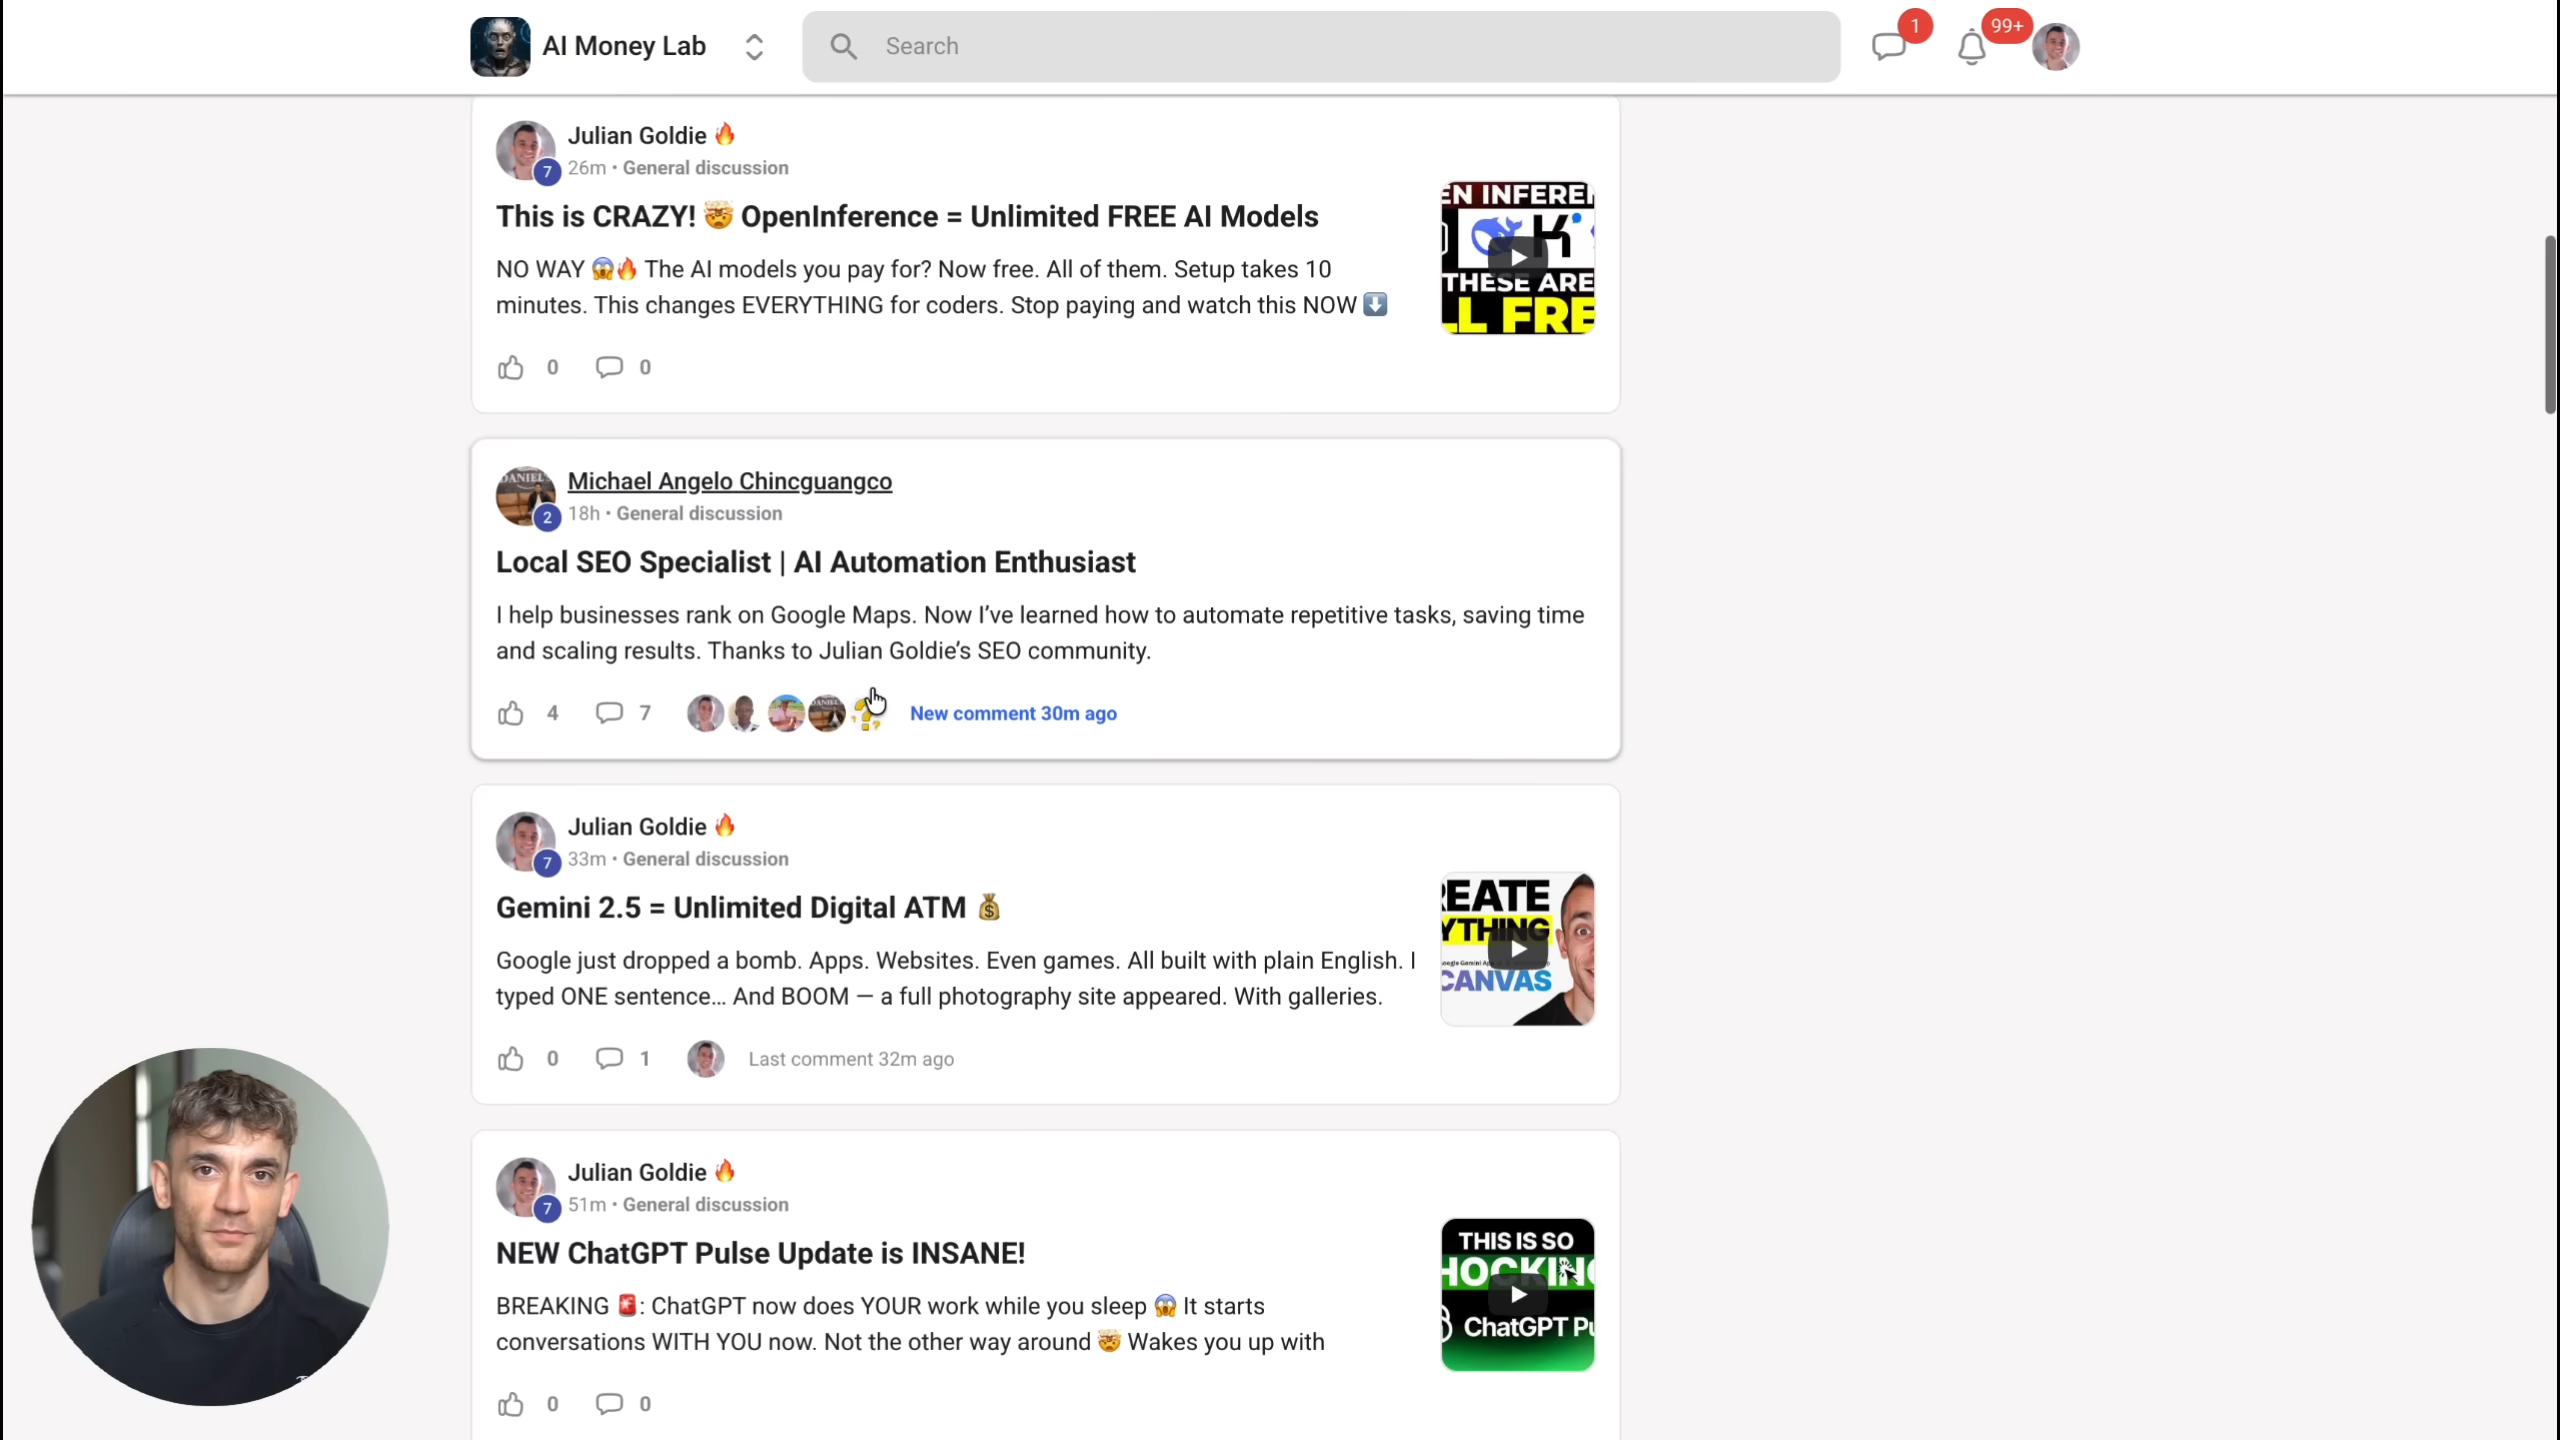 AI Money Lab
Search
1
99+
Julian Goldie 🔥
7
26m • General discussion
This is CRAZY! 🤯 OpenInference = Unlimited FREE AI Models
NO WAY 😱🔥 The AI models you pay for? Now free. All of them. Setup takes 10
minutes. This changes EVERYTHING for coders. Stop paying and watch this NOW ⬇️
EN INFERE
K
THESE ARE
LL FRE
0 0
DANIEL'S
Michael Angelo Chincguangco
2
18h • General discussion
Local SEO Specialist | AI Automation Enthusiast
I help businesses rank on Google Maps. Now I’ve learned how to automate repetitive tasks, saving time
and scaling results. Thanks to Julian Goldie’s SEO community.
4 7 New comment 30m ago
Julian Goldie 🔥
7
33m • General discussion
Gemini 2.5 = Unlimited Digital ATM 💰
Google just dropped a bomb. Apps. Websites. Even games. All built with plain English. I
typed ONE sentence… And BOOM — a full photography site appeared. With galleries.
REATE
YTHING
CANVAS
0 1 Last comment 32m ago
Julian Goldie 🔥
7
51m • General discussion
NEW ChatGPT Pulse Update is INSANE!
BREAKING 🚨: ChatGPT now does YOUR work while you sleep 😱 It starts
conversations WITH YOU now. Not the other way around 🤯 Wakes you up with
THIS IS SO
HOCKING
ChatGPT Pu
0 0